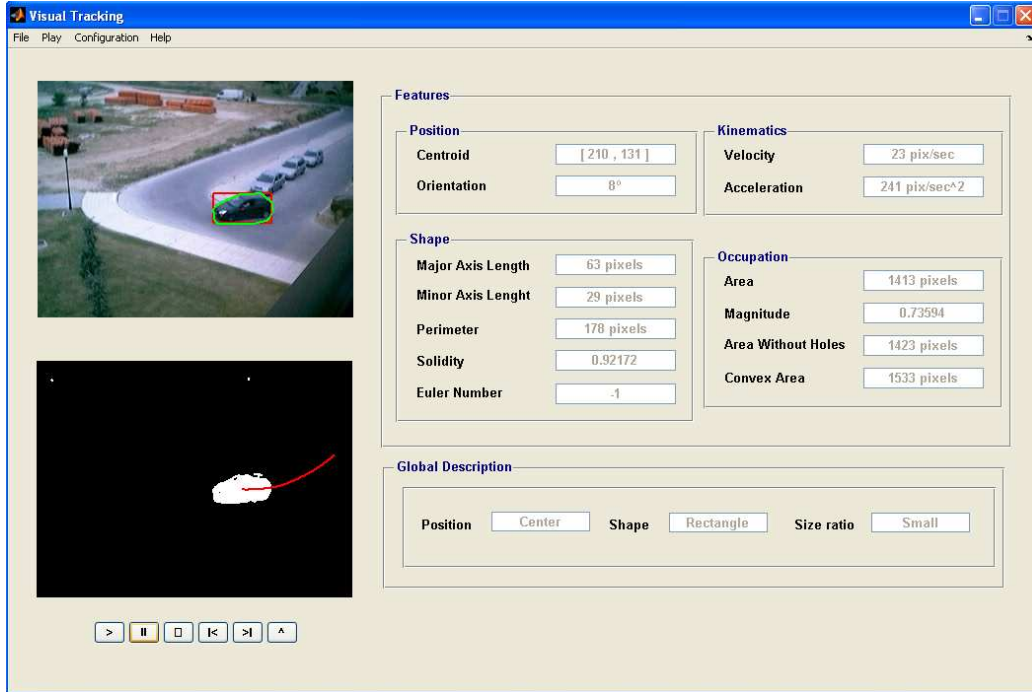 Visual Tracking
File Play Configuration Help
Features
Position
Centroid [ 210 , 131 ]
Orientation 8º
Kinematics
Velocity 23 pix/sec
Acceleration 241 pix/sec^2
Shape
Major Axis Length 63 pixels
Minor Axis Lenght 29 pixels
Perimeter 178 pixels
Solidity 0.92172
Euler Number -1
Occupation
Area 1413 pixels
Magnitude 0.73594
Area Without Holes 1423 pixels
Convex Area 1533 pixels
Global Description
Position Center Shape Rectangle Size ratio Small
> II □ I< >I ^